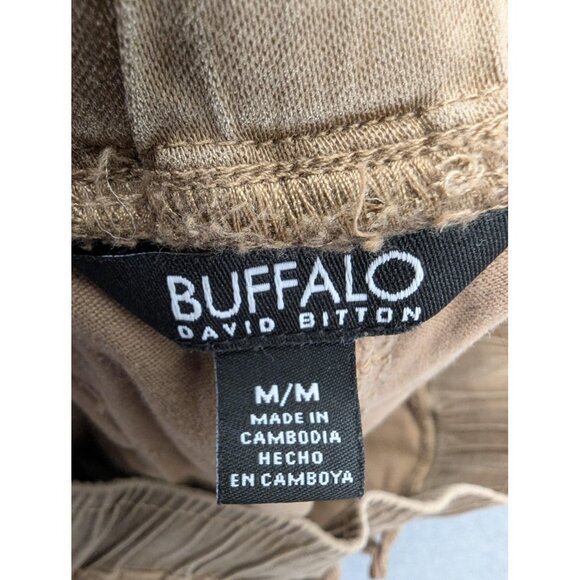 BUFFALO
DAVID BITTON
M/M
MADE IN
CAMBODIA
HECHO
EN CAMBOYA